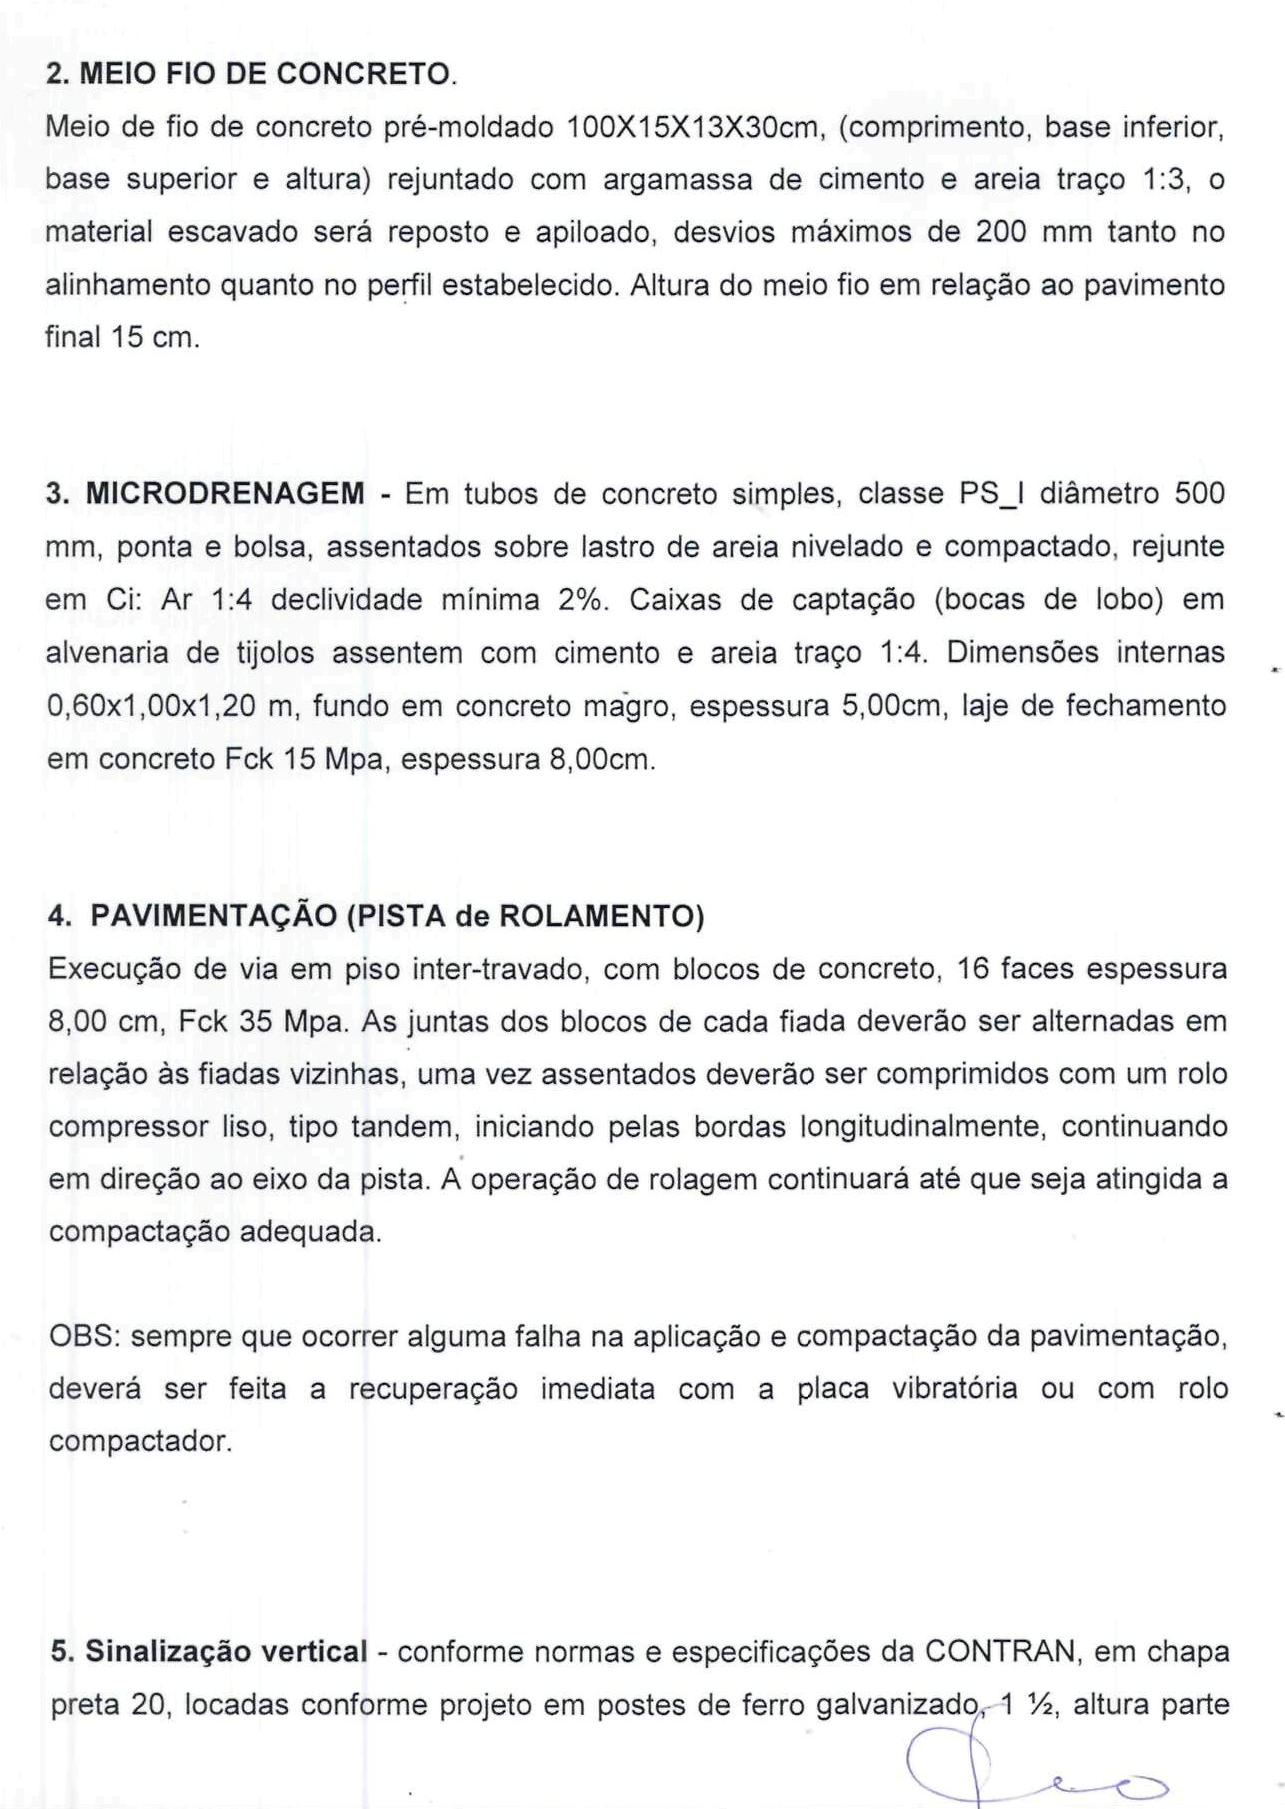 2. MEIO FIO DE CONCRETO.
Meio de fio de concreto pré-moldado 100X15X13X30cm, (comprimento, base inferior,
base superior e altura) rejuntado com argamassa de cimento e areia traço 1:3, o
material escavado será reposto e apiloado, desvios máximos de 200 mm tanto no
alinhamento quanto no perfil estabelecido. Altura do meio fio em relação ao pavimento
final 15 cm.
3. MICRODRENAGEM - Em tubos de concreto simples, classe PS_I diâmetro 500
mm, ponta e bolsa, assentados sobre lastro de areia nivelado e compactado, rejunte
em Ci: Ar 1:4 declividade mínima 2%. Caixas de captação (bocas de lobo) em
alvenaria de tijolos assentem com cimento e areia traço 1:4. Dimensões internas
0,60x1,00x1,20 m, fundo em concreto magro, espessura 5,00cm, laje de fechamento
em concreto Fck 15 Mpa, espessura 8,00cm.
4. PAVIMENTAÇÃO (PISTA de ROLAMENTO)
Execução de via em piso inter-travado, com blocos de concreto, 16 faces espessura
8,00 cm, Fck 35 Mpa. As juntas dos blocos de cada fiada deverão ser alternadas em
relação às fiadas vizinhas, uma vez assentados deverão ser comprimidos com um rolo
compressor liso, tipo tandem, iniciando pelas bordas longitudinalmente, continuando
em direção ao eixo da pista. A operação de rolagem continuará até que seja atingida a
compactação adequada.
OBS: sempre que ocorrer alguma falha na aplicação e compactação da pavimentação,
deverá ser feita a recuperação imediata com a placa vibratória ou com rolo
compactador.
5. Sinalização vertical - conforme normas e especificações da CONTRAN, em chapa
preta 20, locadas conforme projeto em postes de ferro galvanizado, 1 ½, altura parte